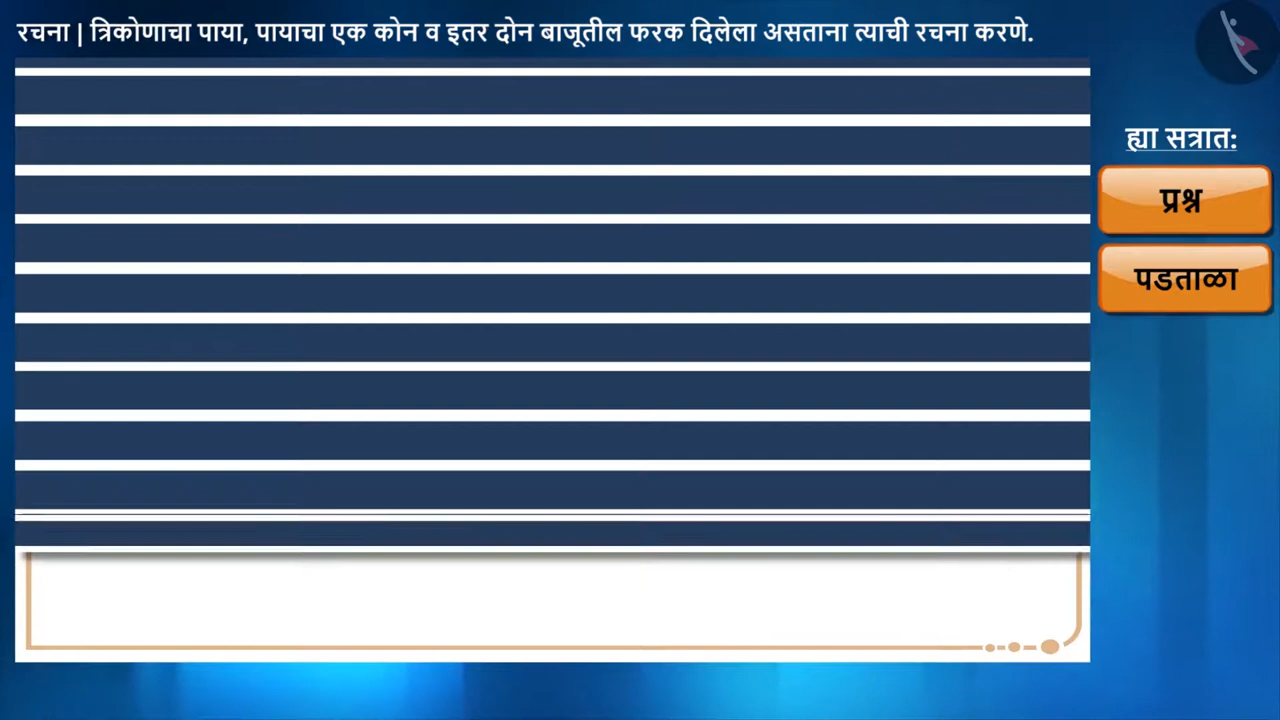 रचना | त्रिकोणाचा पाया, पायाचा एक कोन व इतर दोन बाजूतील फरक दिलेला असताना त्याची रचना करणे.
ह्या सत्रात:
प्रश्न
पडताळा